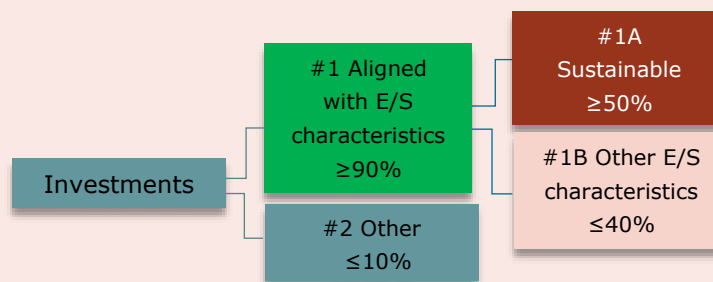 Investments
#1 Aligned
with E/S
characteristics
≥90%
#2 Other
≤10%
#1A
Sustainable
≥50%
#1B Other E/S
characteristics
≤40%